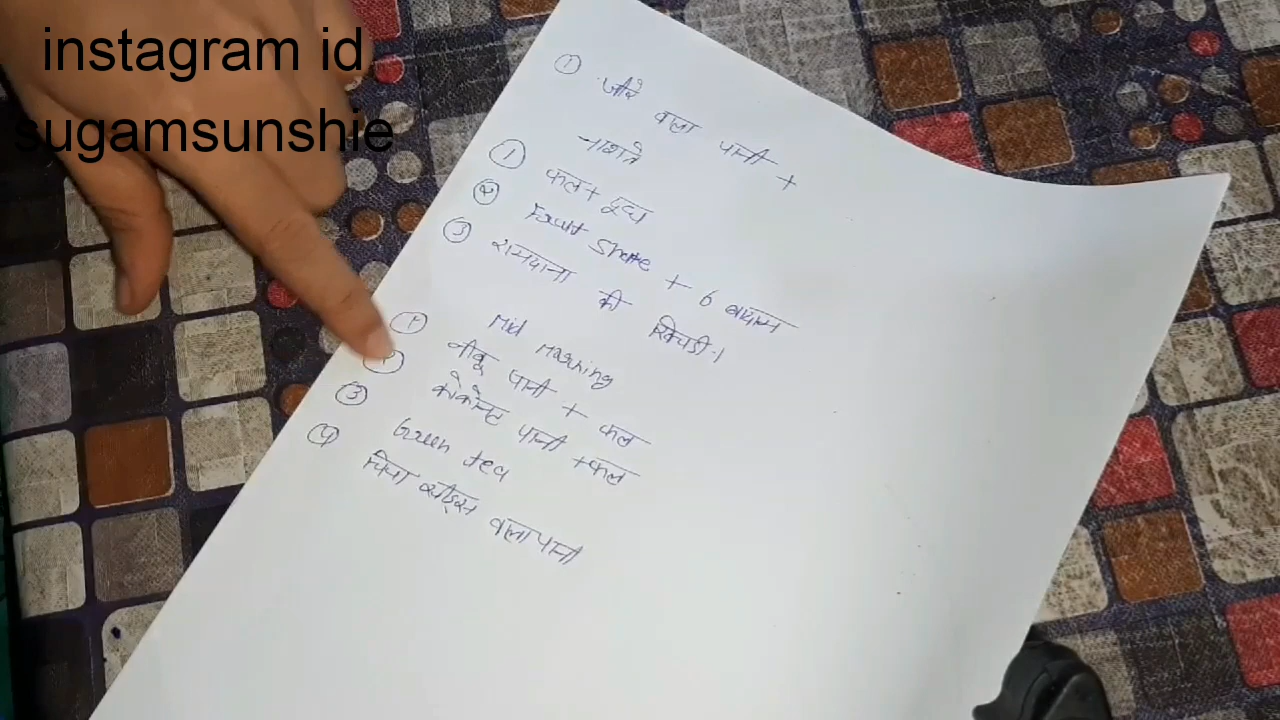 instagram id
sugamsunshie
① जीरे वाला पानी +
नाश्ते
① फल + दूध
② Fruit Shake + 6 बादाम
③ रामदाना की खिचडी-1
Mid Morning
① नीबू पानी + फल
② कोकोनट पानी + फल
③ Green tea
④ चिया सीड्स वाला पानी